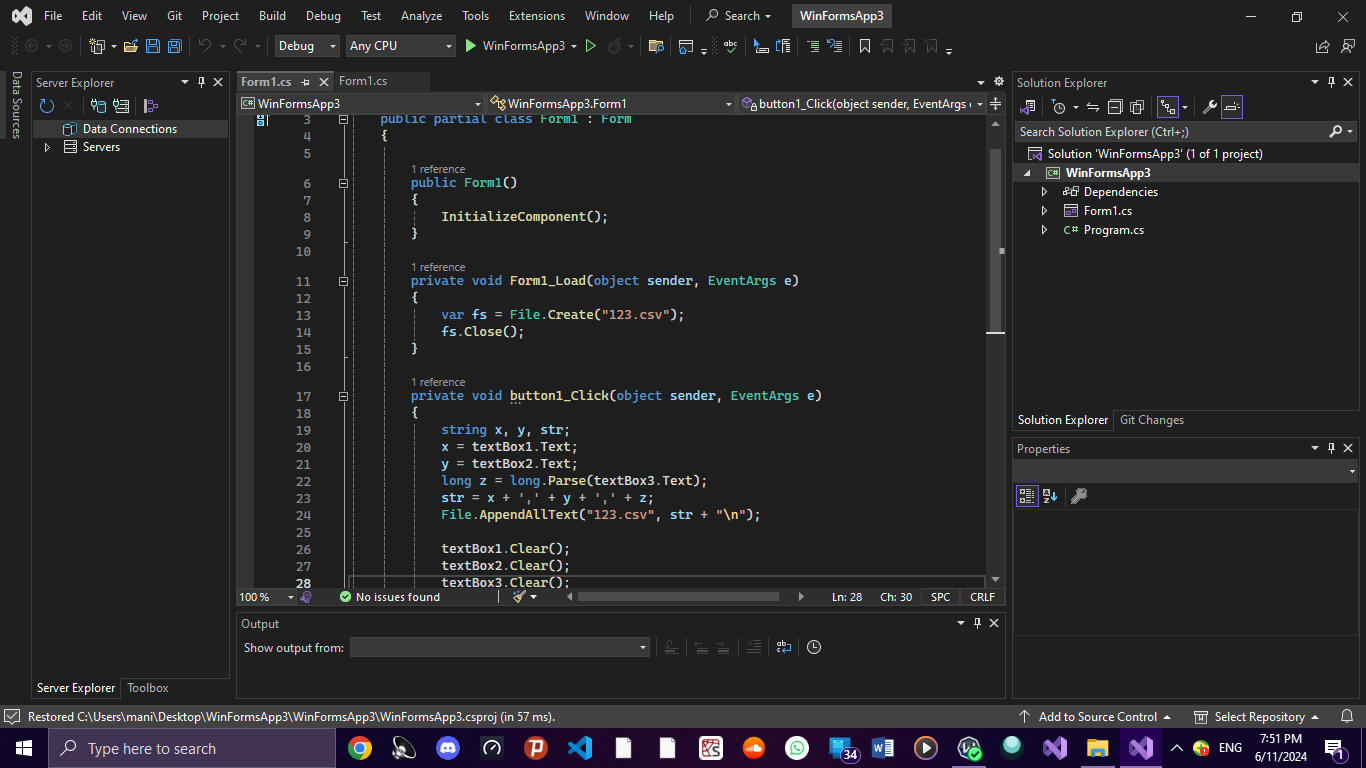 File Edit View Git Project Build Debug Test Analyze Tools Extensions Window Help Search WinFormsApp3
Debug Any CPU WinFormsApp3
Data Sources
Server Explorer
Data Connections
Servers
Server Explorer Toolbox
Form1.cs Form1.cs
WinFormsApp3 WinFormsApp3.Form1 button1_Click(object sender, EventArgs e
3 public partial class Form1 : Form
4 {
5
1 reference
6 public Form1()
7 {
8 InitializeComponent();
9 }
10
1 reference
11 private void Form1_Load(object sender, EventArgs e)
12 {
13 var fs = File.Create("123.csv");
14 fs.Close();
15 }
16
1 reference
17 private void button1_Click(object sender, EventArgs e)
18 {
19 string x, y, str;
20 x = textBox1.Text;
21 y = textBox2.Text;
22 long z = long.Parse(textBox3.Text);
23 str = x + ',' + y + ',' + z;
24 File.AppendAllText("123.csv", str + "\n");
25
26 textBox1.Clear();
27 textBox2.Clear();
28 textBox3.Clear();
100 % No issues found Ln: 28 Ch: 30 SPC CRLF
Output
Show output from:
Solution Explorer
Search Solution Explorer (Ctrl+;)
Solution 'WinFormsApp3' (1 of 1 project)
WinFormsApp3
Dependencies
Form1.cs
C# Program.cs
Solution Explorer Git Changes
Properties
Restored C:\Users\mani\Desktop\WinFormsApp3\WinFormsApp3\WinFormsApp3.csproj (in 57 ms). Add to Source Control Select Repository
Type here to search 34 ENG 7:51 PM
6/11/2024 1